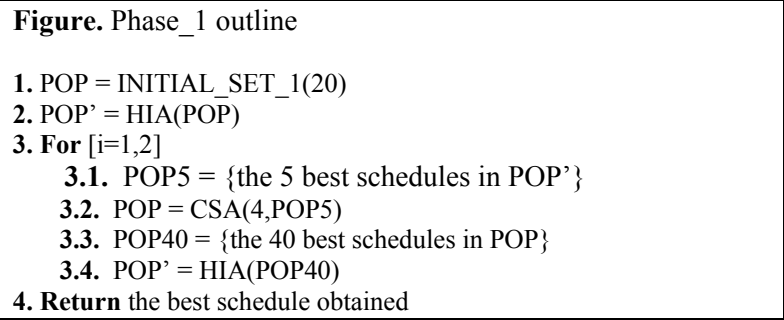 Figure. Phase_1 outline
1. POP = INITIAL_SET_1(20)
2. POP’ = HIA(POP)
3. For [i=1,2]
3.1. POP5 = {the 5 best schedules in POP’}
3.2. POP = CSA(4,POP5)
3.3. POP40 = {the 40 best schedules in POP}
3.4. POP’ = HIA(POP40)
4. Return the best schedule obtained